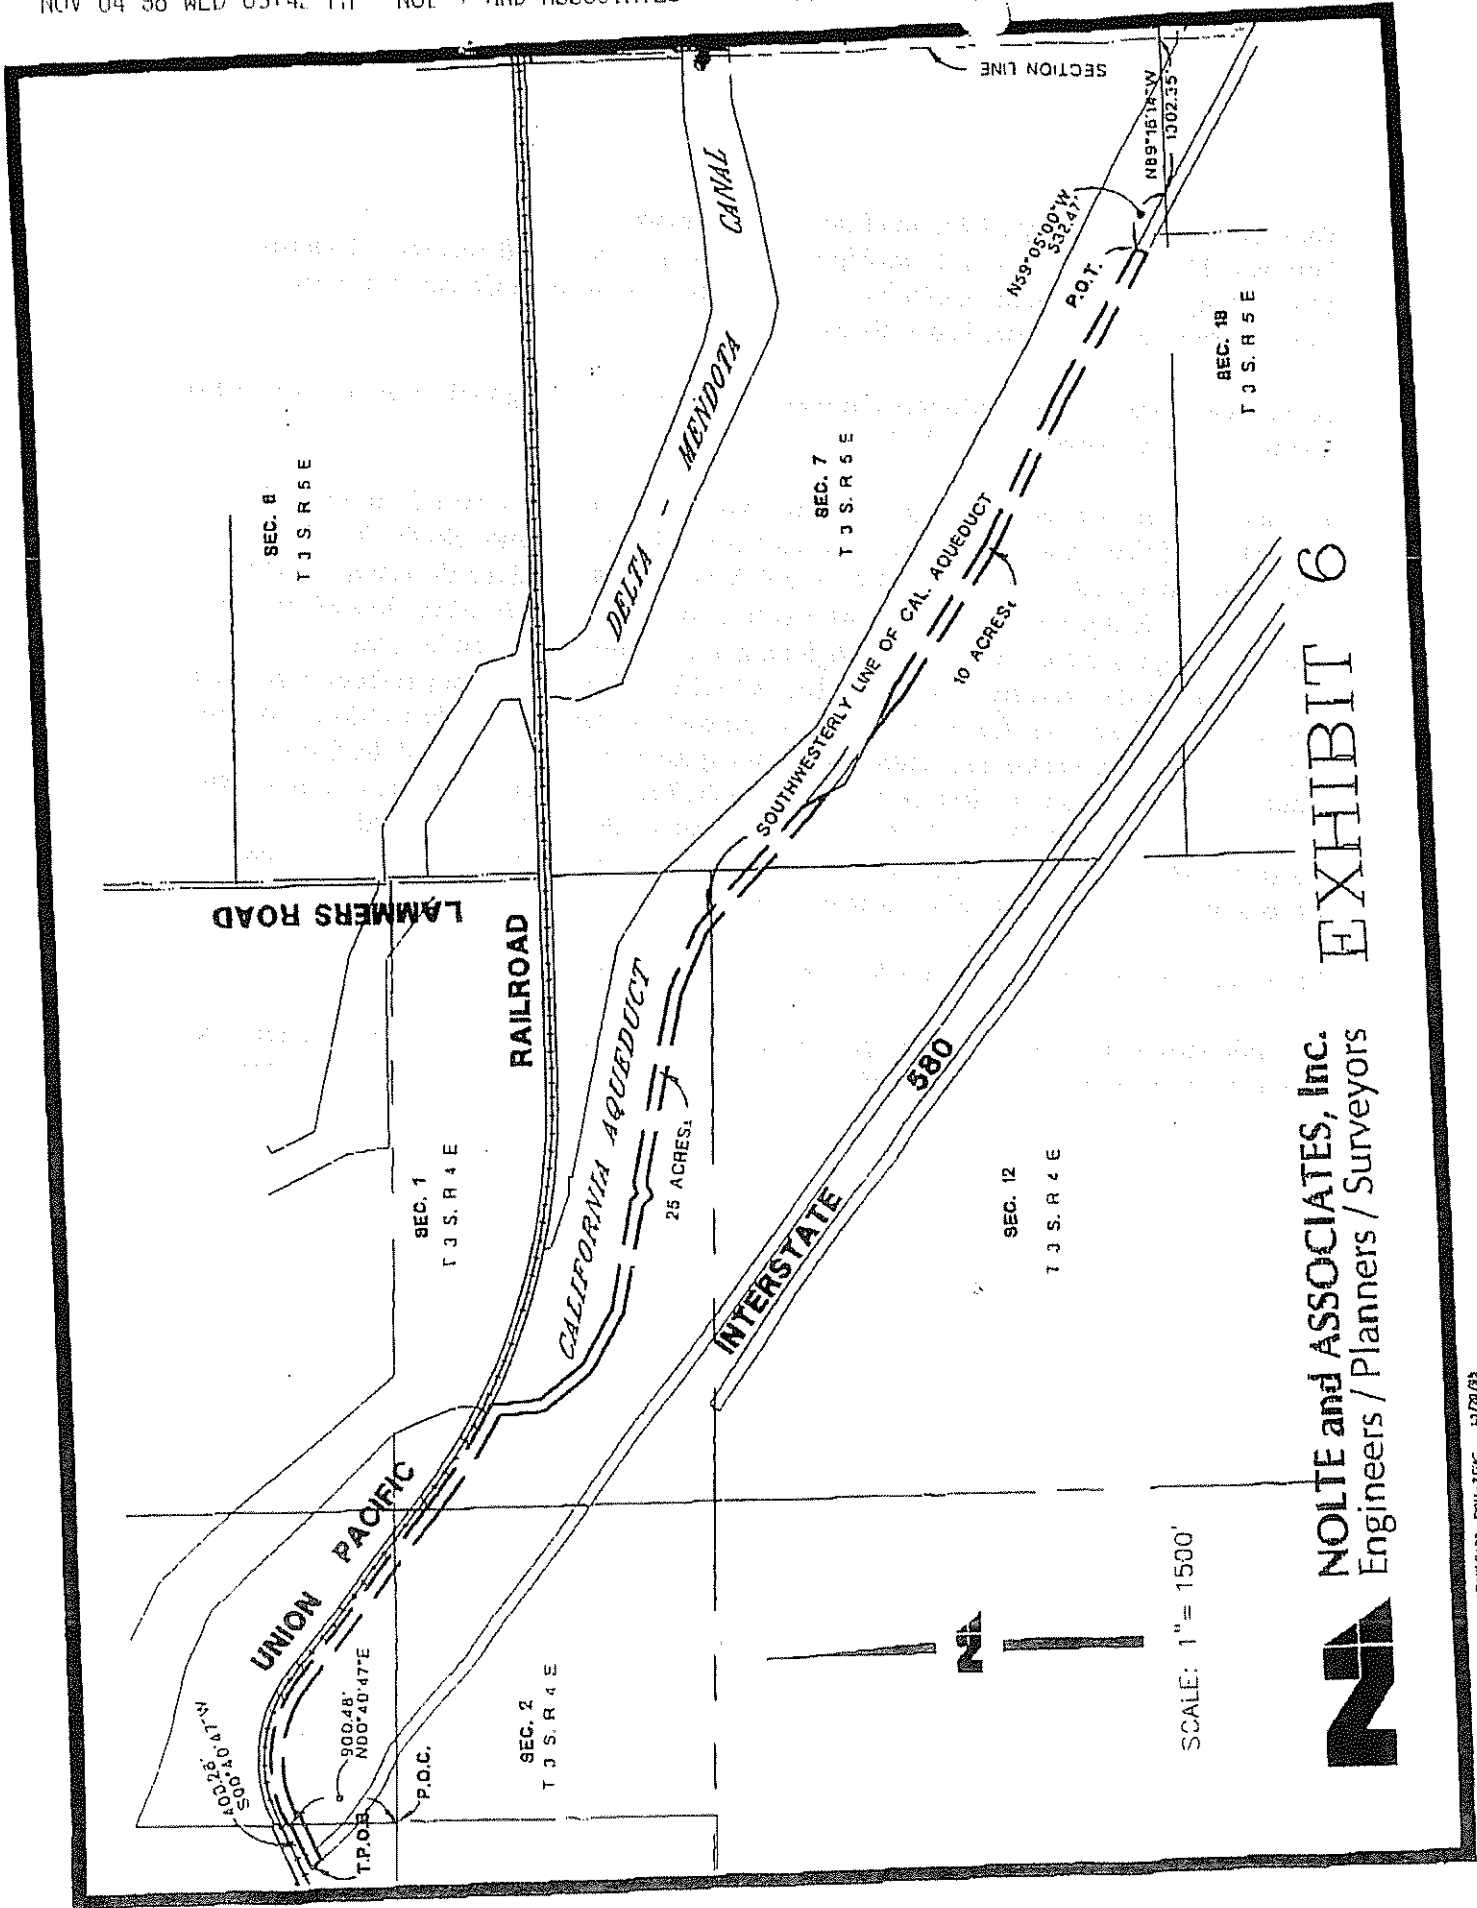 NOV 04 98 WED
AND ASSOCIATES
SECTION LINE
N89°16'14"W
1302.35'
N59°05'00"W
532.47'
P.O.T.
SEC. 18
T 3 S. R 5 E
SEC. 8
T 3 S. R 5 E
DELTA - MENDOTA CANAL
SEC. 7
T 3 S. R 5 E
SOUTHWESTERLY LINE OF CAL. AQUEDUCT
10 ACRES±
LAMMERS ROAD
UNION PACIFIC RAILROAD
CALIFORNIA AQUEDUCT
25 ACRES±
SEC. 1
T 3 S. R 4 E
INTERSTATE 580
SEC. 12
T 3 S. R 4 E
400.28'
S00°40'47"W
900.48'
N00°40'47"E
T.P.O.B.
P.O.C.
SEC. 2
T 3 S. R 4 E
N
SCALE: 1" = 1500'
NOLTE and ASSOCIATES, Inc.
Engineers / Planners / Surveyors
EXHIBIT 6